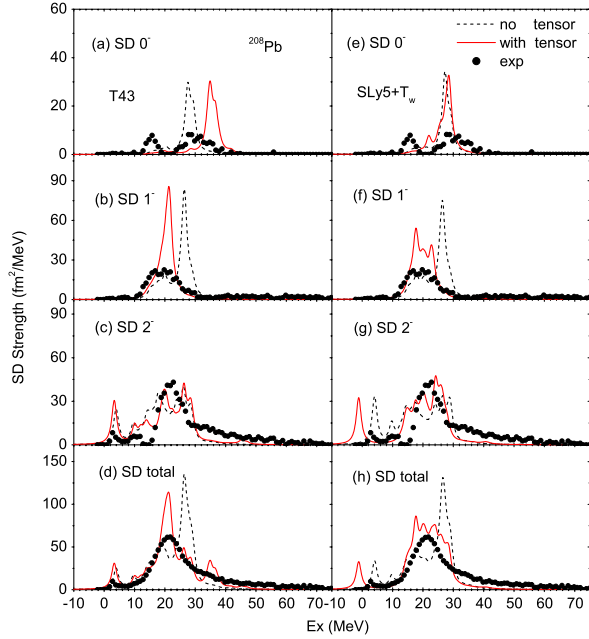 60
40
20
0
(a) SD 0⁻
²⁰⁸Pb
T43
(e) SD 0⁻
SLy5+T_w
no tensor
with tensor
exp
90
60
30
0
(b) SD 1⁻
(f) SD 1⁻
90
60
30
0
(c) SD 2⁻
(g) SD 2⁻
150
100
50
0
(d) SD total
(h) SD total
-10 0 10 20 30 40 50 60 -10 0 10 20 30 40 50 60 70
SD Strength (fm²/MeV)
Ex (MeV)